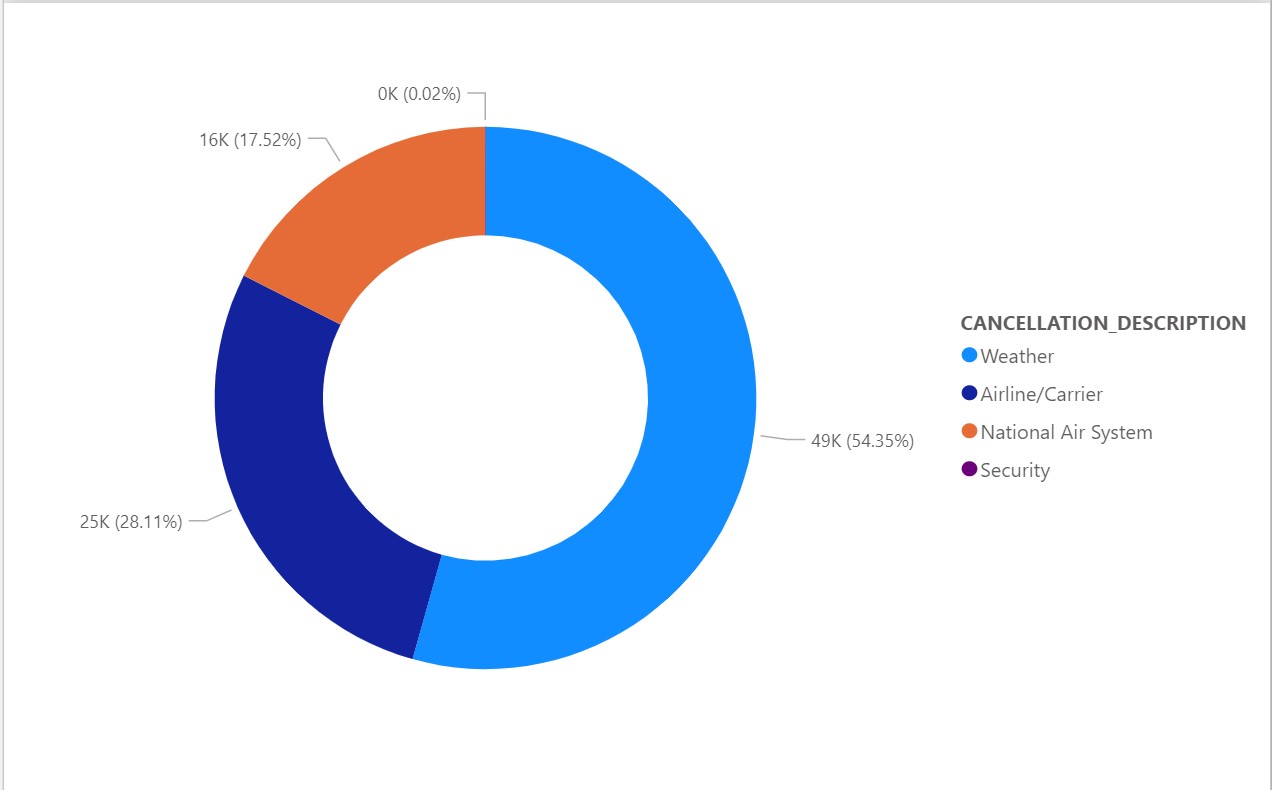 0K (0.02%)
16K (17.52%)
49K (54.35%)
25K (28.11%)
CANCELLATION_DESCRIPTION
Weather
Airline/Carrier
National Air System
Security